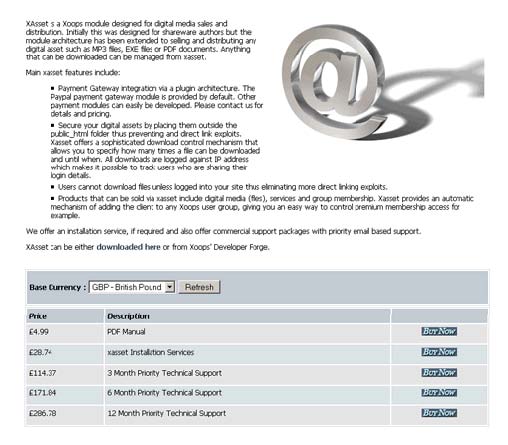 XAsset s a Xoops module designed for digital media sales and
distribution. Initially this was designed for shareware authors but the
module architecture has been extended to selling and distributing any
digital asset such as MP3 files, EXE files or PDF documents. Anything
that can be downloaded can be managed from xasset.
Main xasset features include:
▪ Payment Gateway integration via a plugin architecture. The
Paypal payment gateway module is provided by default. Other
payment modules can easily be developed. Please contact us for
details and pricing.
▪ Secure your digital assets by placing them outside the
public_html folder thus preventing and direct link exploits.
Xasset offers a sophisticated download control mechanism that
allows you to specify how many times a file can be downloaded
and until when. All downloads are logged against IP address
which makes it possible to track users who are sharing their
login details.
▪ Users cannot download files unless logged into your site thus eliminating more direct linking exploits.
▪ Products that can be sold via xasset include digital media (files), services and group membership. Xasset provides an automatic
mechanism of adding the client to any Xoops user group, giving you an easy way to control premium membership access for
example.
We offer an installation service, if required and also offer commercial support packages with priority email based support.
XAsset can be either downloaded here or from Xoops' Developer Forge.
Base Currency : GBP - British Pound Refresh
Price Description
£4.99 PDF Manual Buy Now
£28.74 xasset Installation Services Buy Now
£114.37 3 Month Priority Technical Support Buy Now
£171.84 6 Month Priority Technical Support Buy Now
£286.78 12 Month Priority Technical Support Buy Now